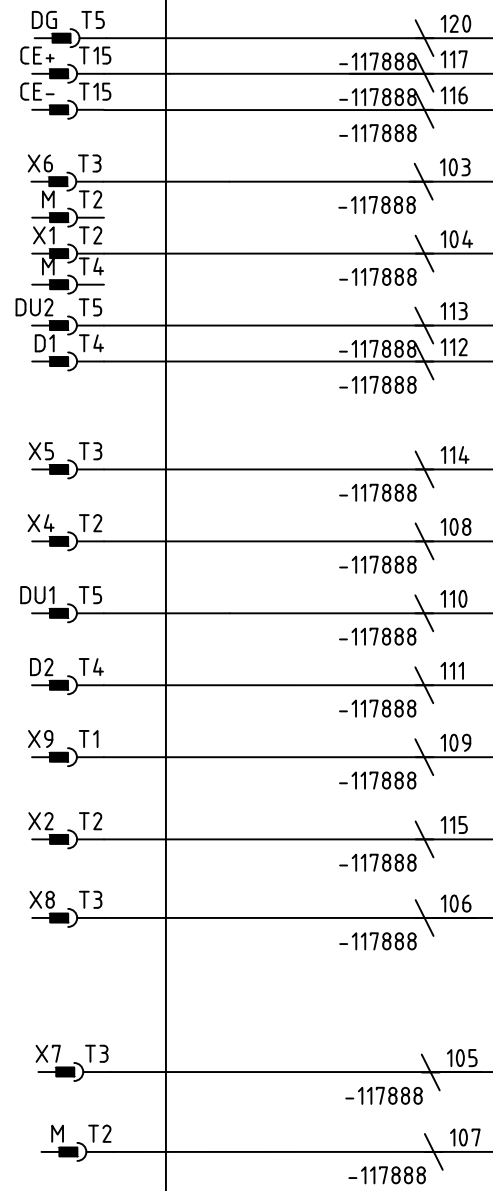 DG T5 120
-117888
CE+ T15 117
-117888
CE- T15 116
-117888
X6 T3 103
-117888
M T2
X1 T2 104
-117888
M T4
DU2 T5 113
-117888
D1 T4 112
-117888
X5 T3 114
-117888
X4 T2 108
-117888
DU1 T5 110
-117888
D2 T4 111
-117888
X9 T1 109
-117888
X2 T2 115
-117888
X8 T3 106
-117888
X7 T3 105
-117888
M T2 107
-117888